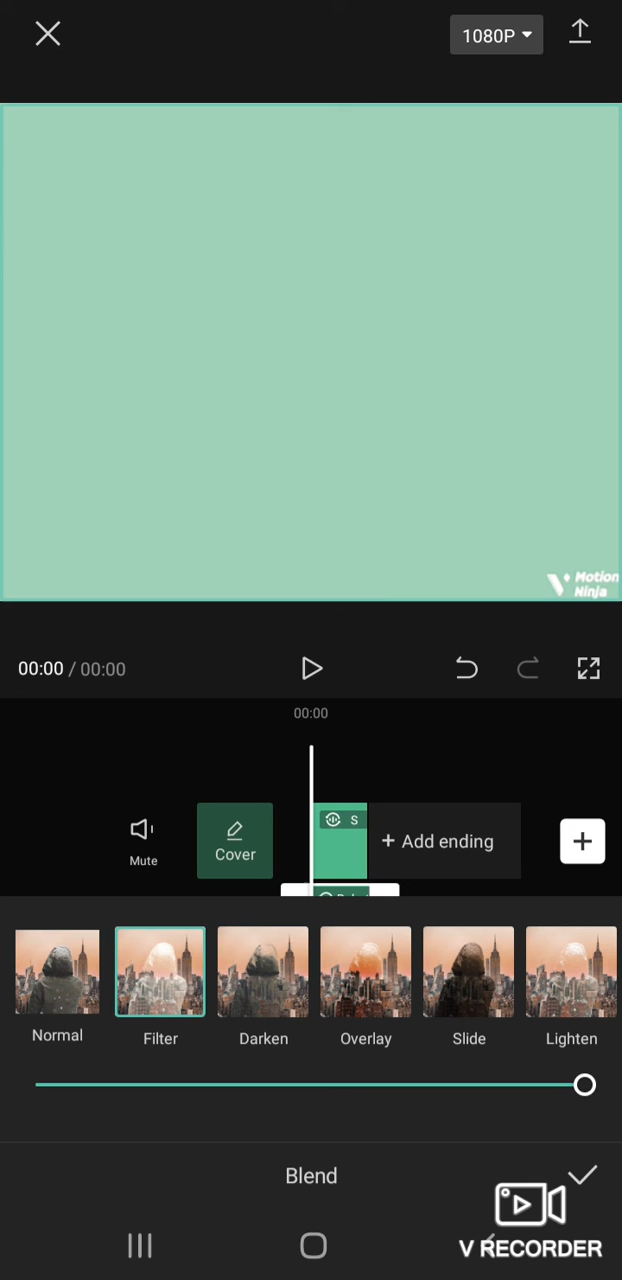 1080P
Motion
Ninja
00:00 / 00:00
00:00
S
Mute
Cover
+ Add ending
Normal
Filter
Darken
Overlay
Slide
Lighten
Blend
V RECORDER